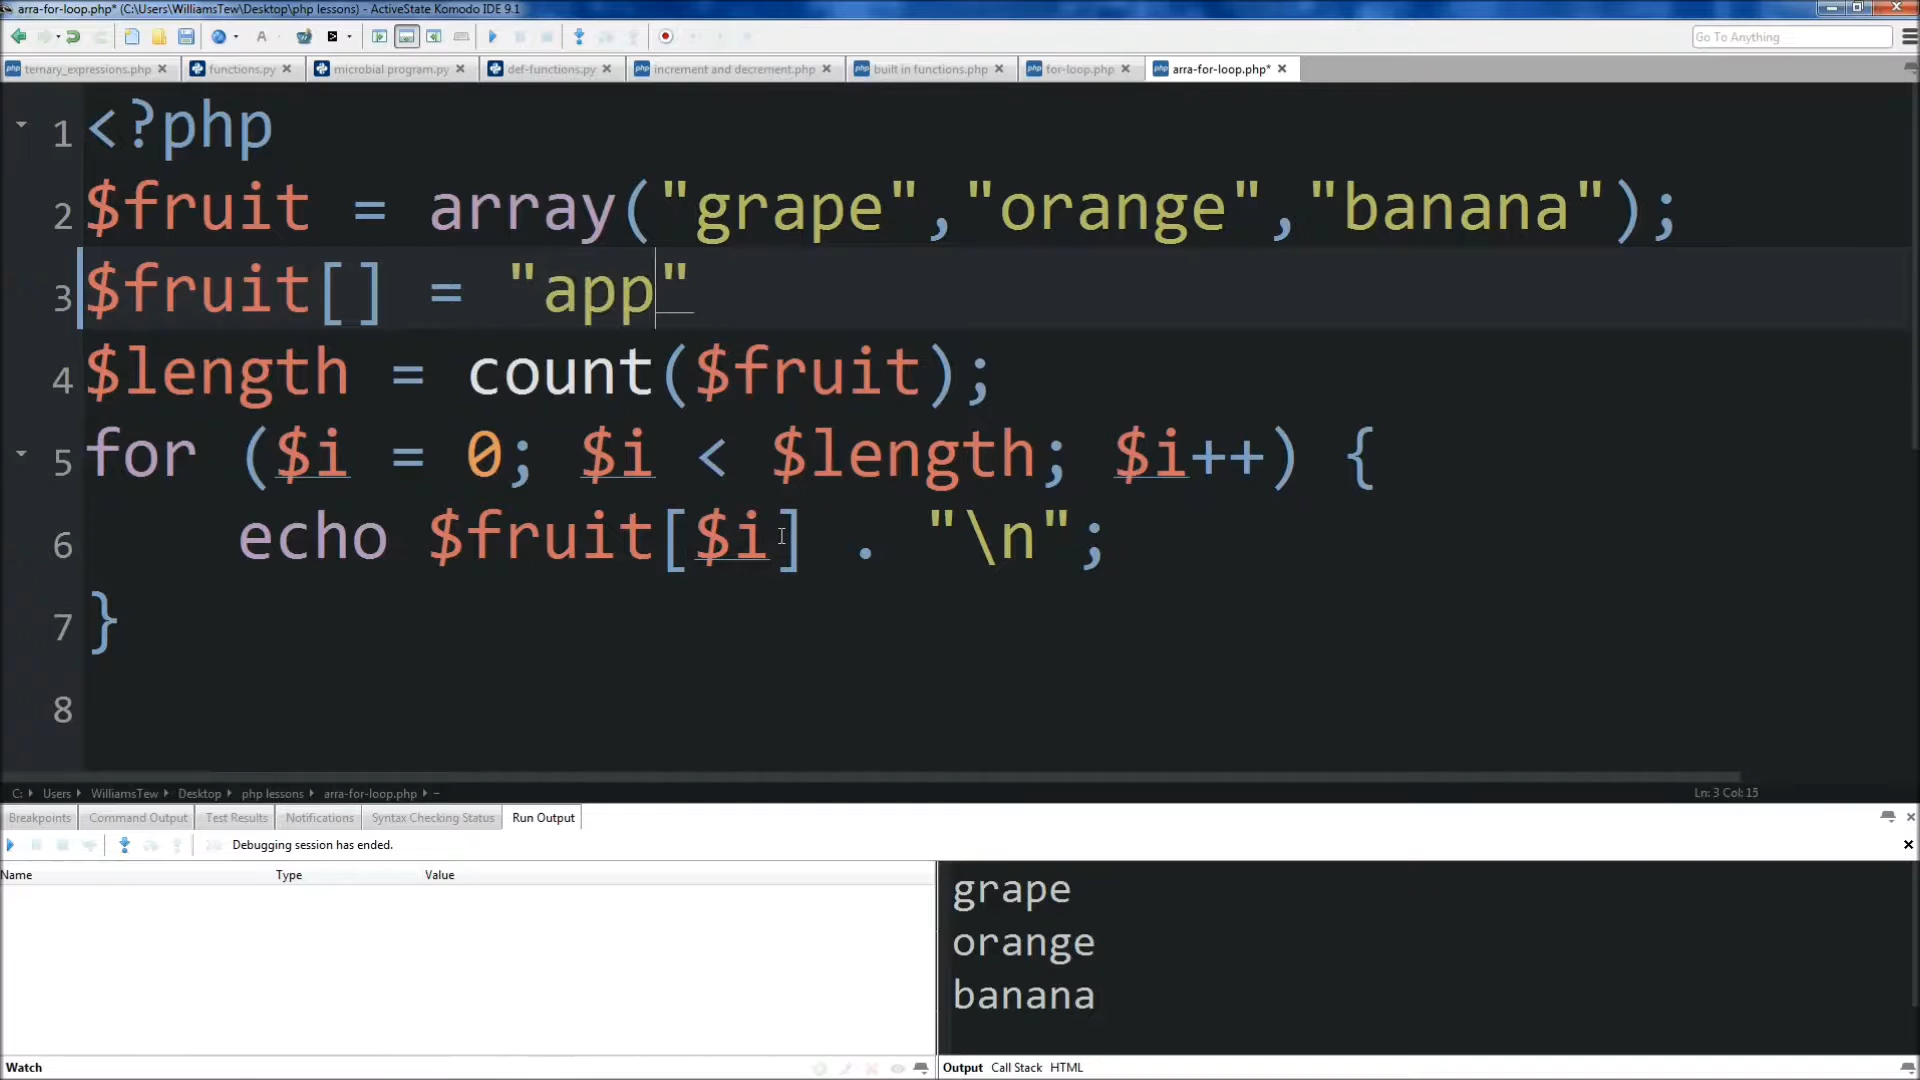 arra-for-loop.php* (C:\Users\WilliamsTew\Desktop\php lessons) - ActiveState Komodo IDE 9.1
Go To Anything
ternary_expressions.php functions.py microbial program.py def-functions.py increment and decrement.php built in functions.php for-loop.php arra-for-loop.php*
1 <?php
2 $fruit = array("grape","orange","banana");
3 $fruit[] = "app"
4 $length = count($fruit);
5 for ($i = 0; $i < $length; $i++) {
6 echo $fruit[$i] . "\n";
7 }
8
C: Users WilliamsTew Desktop php lessons arra-for-loop.php Ln: 3 Col: 15
Breakpoints Command Output Test Results Notifications Syntax Checking Status Run Output
Debugging session has ended.
Name Type Value
grape
orange
banana
Watch
Output Call Stack HTML